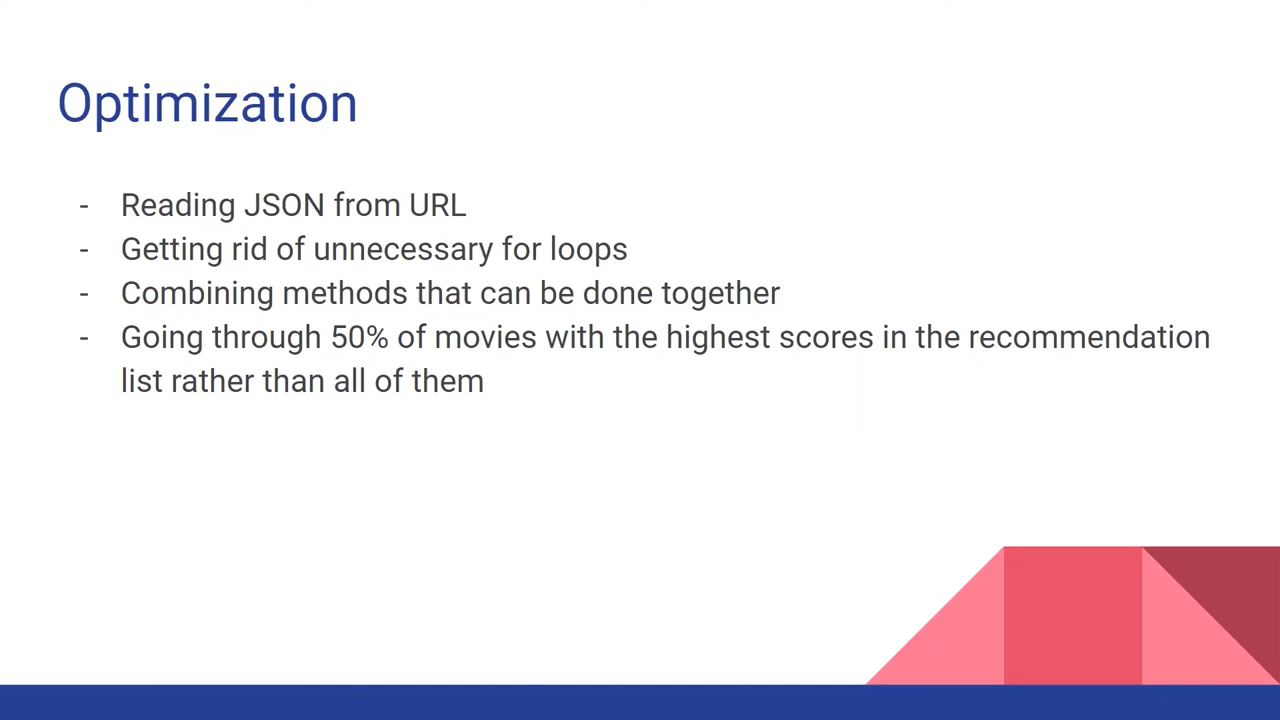 Optimization
- Reading JSON from URL
- Getting rid of unnecessary for loops
- Combining methods that can be done together
- Going through 50% of movies with the highest scores in the recommendation
list rather than all of them